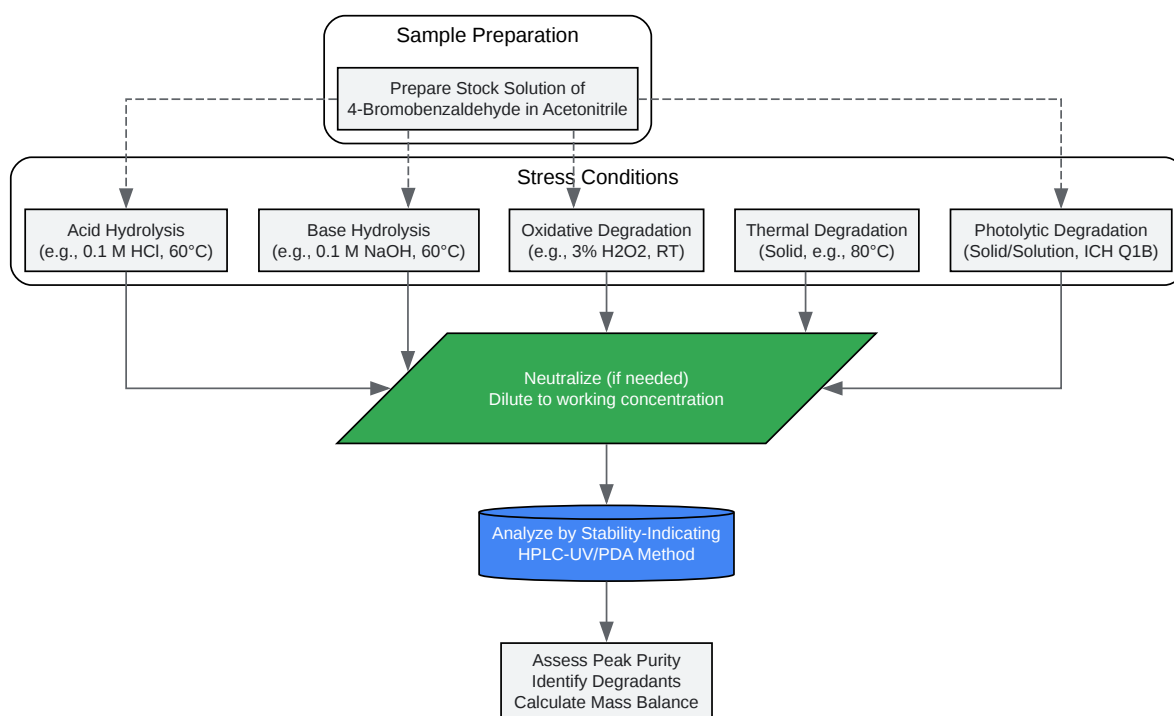 Sample Preparation
Prepare Stock Solution of
4-Bromobenzaldehyde in Acetonitrile
Stress Conditions
Acid Hydrolysis
(e.g., 0.1 M HCl, 60°C)
Base Hydrolysis
(e.g., 0.1 M NaOH, 60°C)
Oxidative Degradation
(e.g., 3% H2O2, RT)
Thermal Degradation
(Solid, e.g., 80°C)
Photolytic Degradation
(Solid/Solution, ICH Q1B)
Neutralize (if needed)
Dilute to working concentration
Analyze by Stability-Indicating
HPLC-UV/PDA Method
Assess Peak Purity
Identify Degradants
Calculate Mass Balance